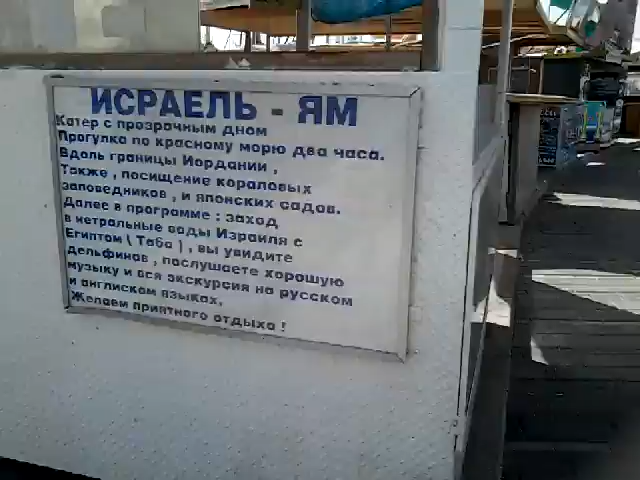 ИСРАЕЛЬ - ЯМ
Катер с прозрачным дном
Прогулка по красному морю два часа.
Вдоль границы Иордании ,
Также , посищение кораловых
заповедников , и японских садов.
Далее в программе : заход
в нетральные воды Израиля с
Египтом ( Таба ) , вы увидите
дельфинов , послушаете хорошую
музыку и вся экскурсия на русском
и англиском языках,
Желаем приятного отдыха !